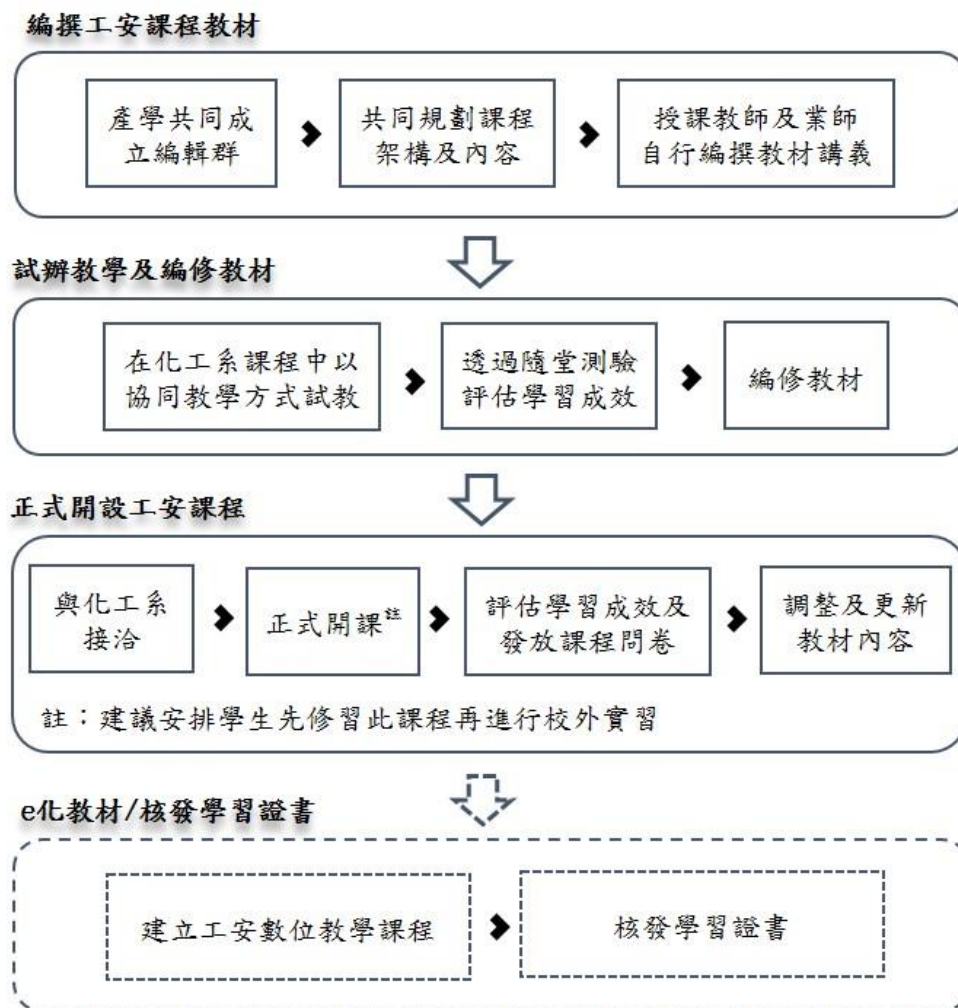 編撰工安課程教材
產學共同成
立編輯群
共同規劃課程
架構及內容
授課教師及業師
自行編撰教材講義
試辦教學及編修教材
在化工系課程中以
協同教學方式試教
透過隨堂測驗
評估學習成效
編修教材
正式開設工安課程
與化工系
接洽
正式開課註
評估學習成效及
發放課程問卷
調整及更新
教材內容
註：建議安排學生先修習此課程再進行校外實習
e化教材/核發學習證書
建立工安數位教學課程
核發學習證書